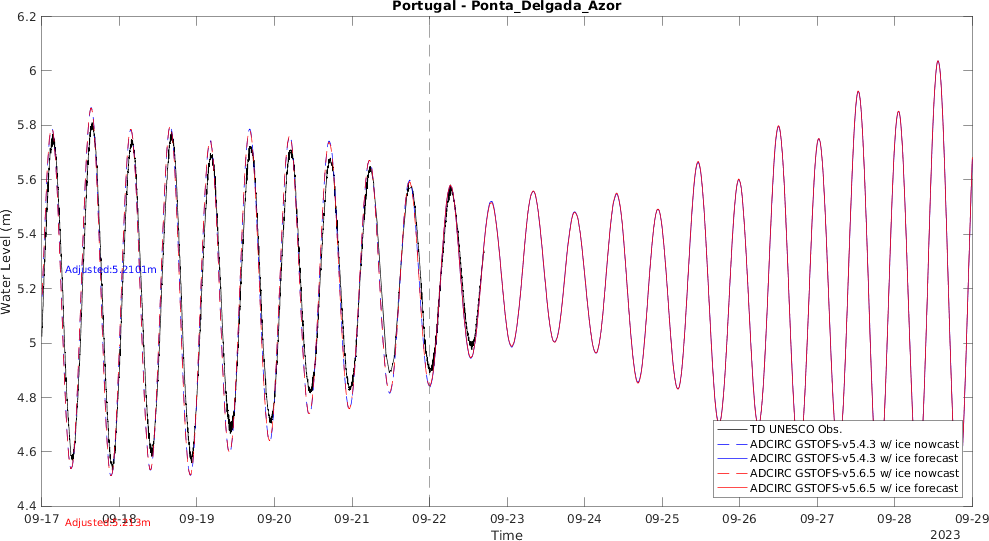 Portugal - Ponta_Delgada_Azor
6.2
6
5.8
5.6
5.4
5.2
5
4.8
4.6
4.4
Water Level (m)
Adjusted:5.2101m
TD UNESCO Obs.
ADCIRC GSTOFS-v5.4.3 w/ ice nowcast
ADCIRC GSTOFS-v5.4.3 w/ ice forecast
ADCIRC GSTOFS-v5.6.5 w/ ice nowcast
ADCIRC GSTOFS-v5.6.5 w/ ice forecast
09-17 09-18 09-19 09-20 09-21 09-22 09-23 09-24 09-25 09-26 09-27 09-28 09-29
Adjusted:5.213m
Time
2023